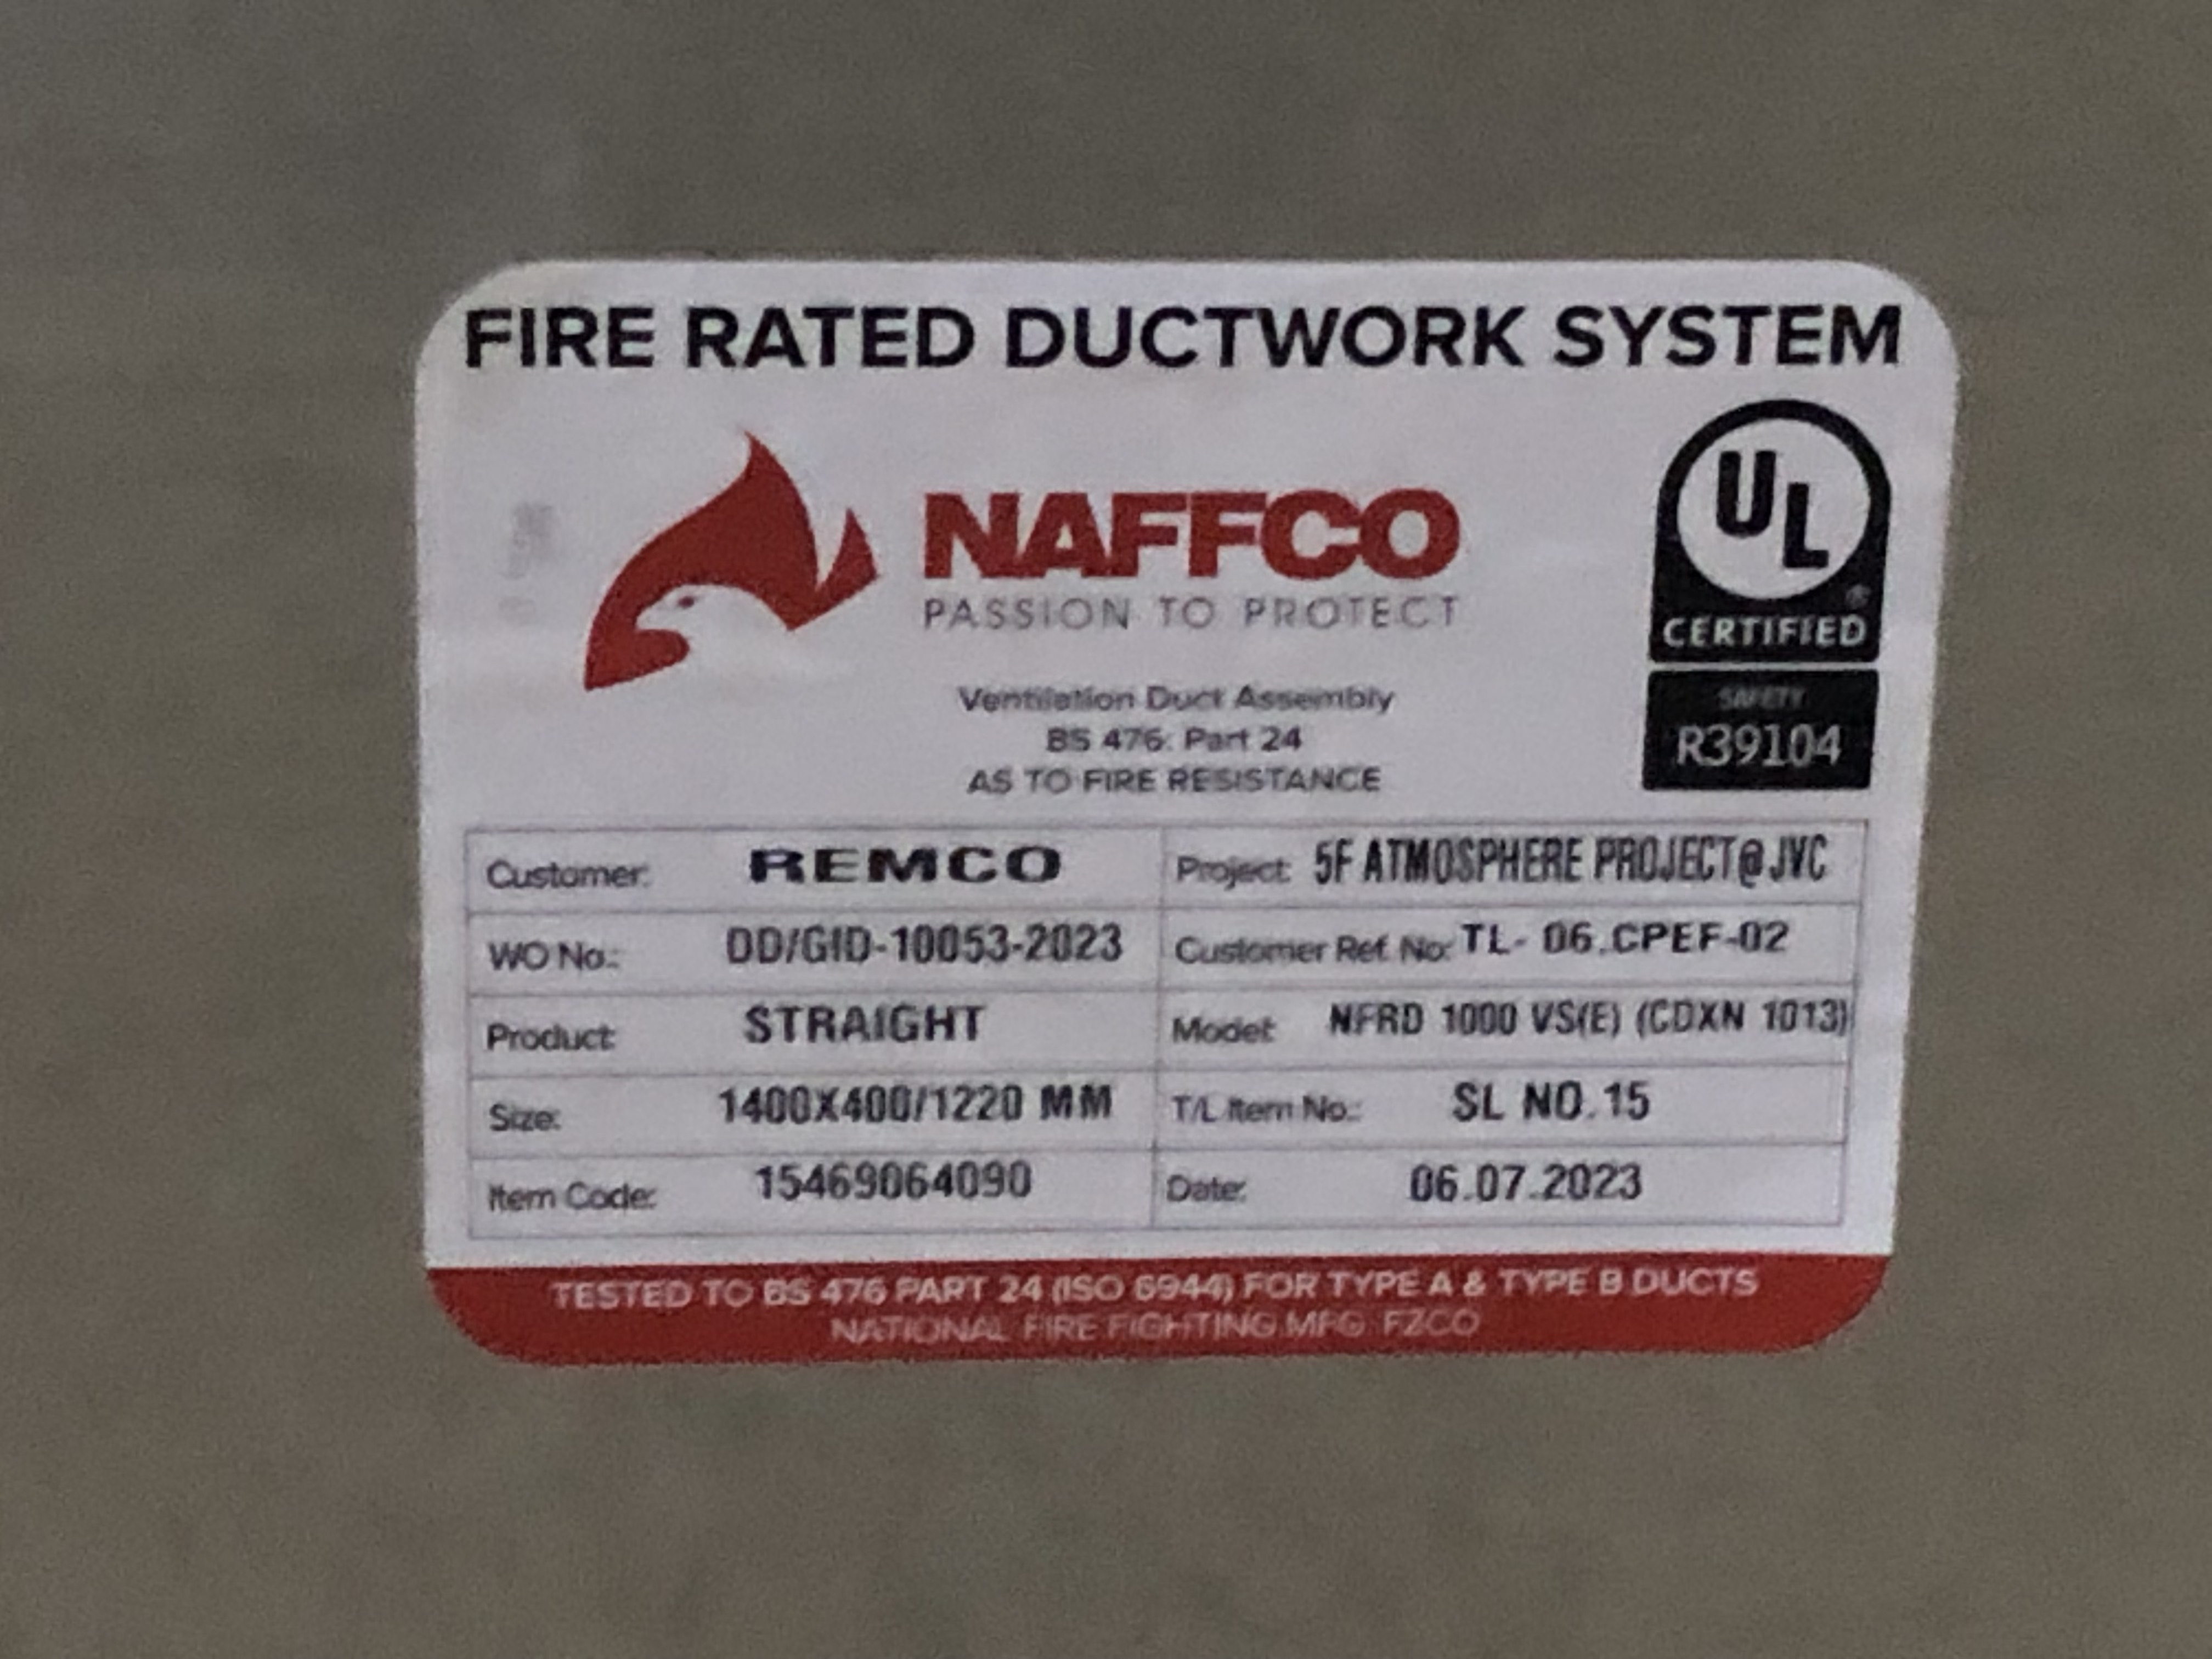 FIRE RATED DUCTWORK SYSTEM
NAFFCO
PASSION TO PROTECT
UL
®
CERTIFIED
SAFETY
R39104
Ventilation Duct Assembly
BS 476: Part 24
AS TO FIRE RESISTANCE
Customer: REMCO Project: 5F ATMOSPHERE PROJECT@JVC
WO No.: DD/GID-10053-2023 Customer Ref. No: TL- 06.CPEF-02
Product: STRAIGHT Model: NFRD 1000 VS(E) (CDXN 1013)
Size: 1400X400/1220 MM T/L Item No.: SL NO.15
Item Code: 15469064090 Date: 06.07.2023
TESTED TO BS 476 PART 24 (ISO 6944) FOR TYPE A & TYPE B DUCTS
NATIONAL FIRE FIGHTING MFG FZCO